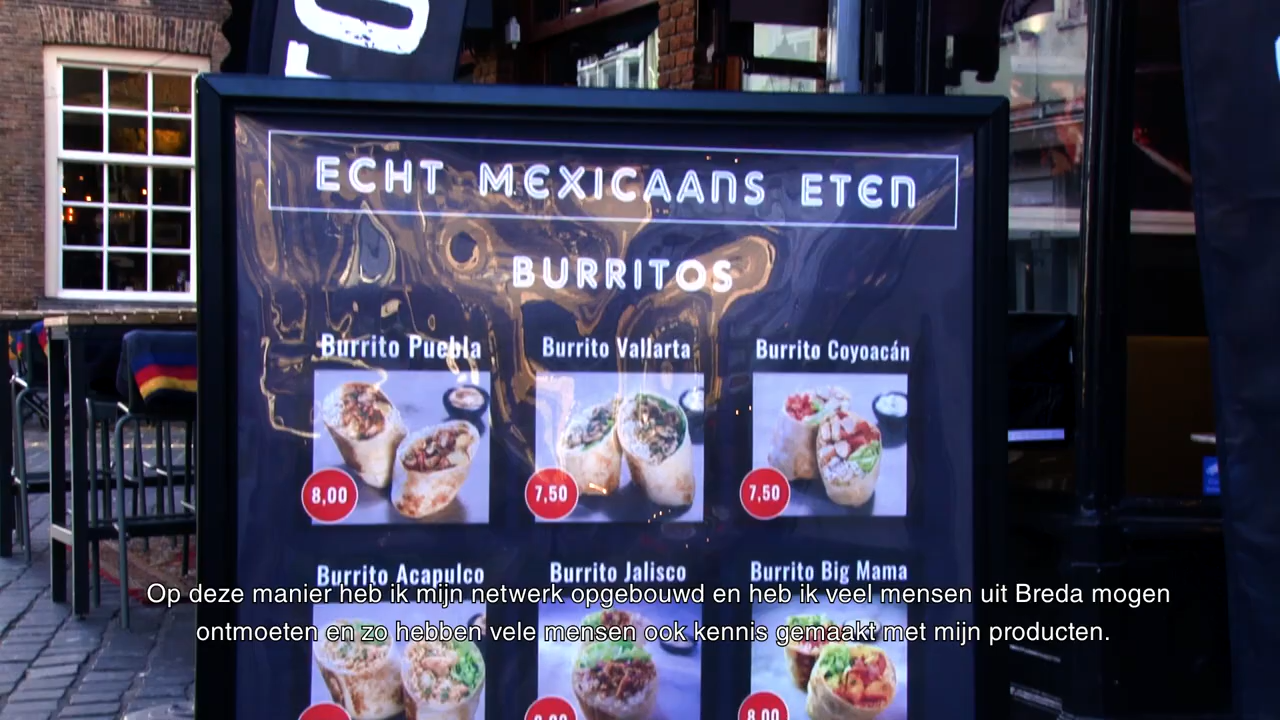 TO
ECHT MEXICAANS ETEN
BURRITOS
Burrito Puebla Burrito Vallarta Burrito Coyoacán
8,00 7,50 7,50
Burrito Acapulco Burrito Jalisco Burrito Big Mama
8,00
Op deze manier heb ik mijn netwerk opgebouwd en heb ik veel mensen uit Breda mogen
ontmoeten en zo hebben vele mensen ook kennis gemaakt met mijn producten.